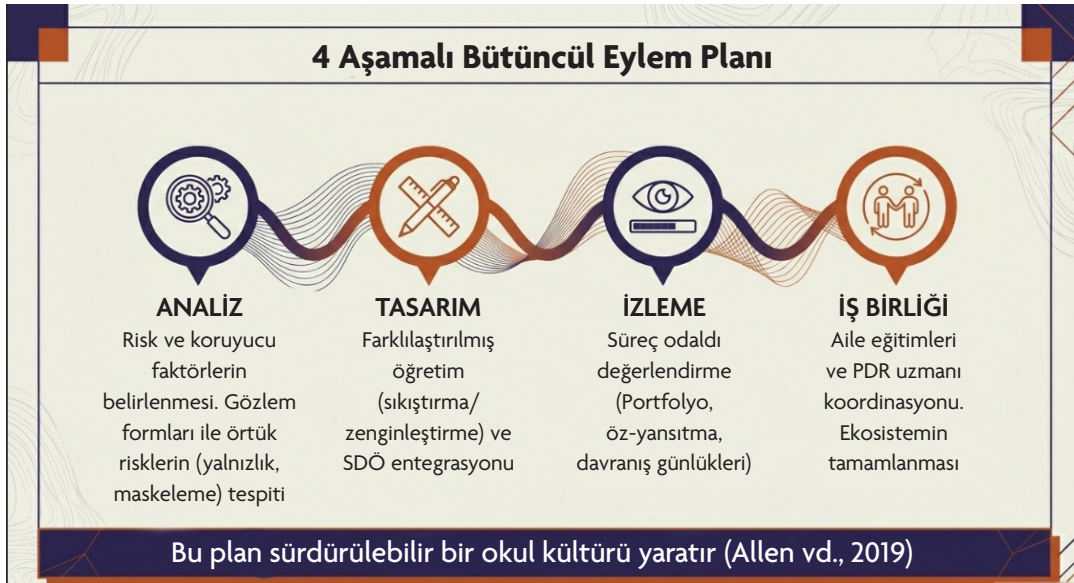 4 Aşamalı Bütüncül Eylem Planı
ANALİZ
Risk ve koruyucu
faktörlerin
belirlenmesi. Gözlem
formları ile örtük
risklerin (yalnızlık,
maskeleme) tespiti
TASARIM
Farklılaştırılmış
öğretim
(sıkıştırma/
zenginleştirme) ve
SDÖ entegrasyonu
İZLEME
Süreç odaldı
değerlendirme
(Portfolyo,
öz-yansıtma,
davranış günlükleri)
İŞ BİRLİĞİ
Aile eğitimleri
ve PDR uzmanı
koordinasyonu.
Ekosistemin
tamamlanması
Bu plan sürdürülebilir bir okul kültürü yaratır (Allen vd., 2019)